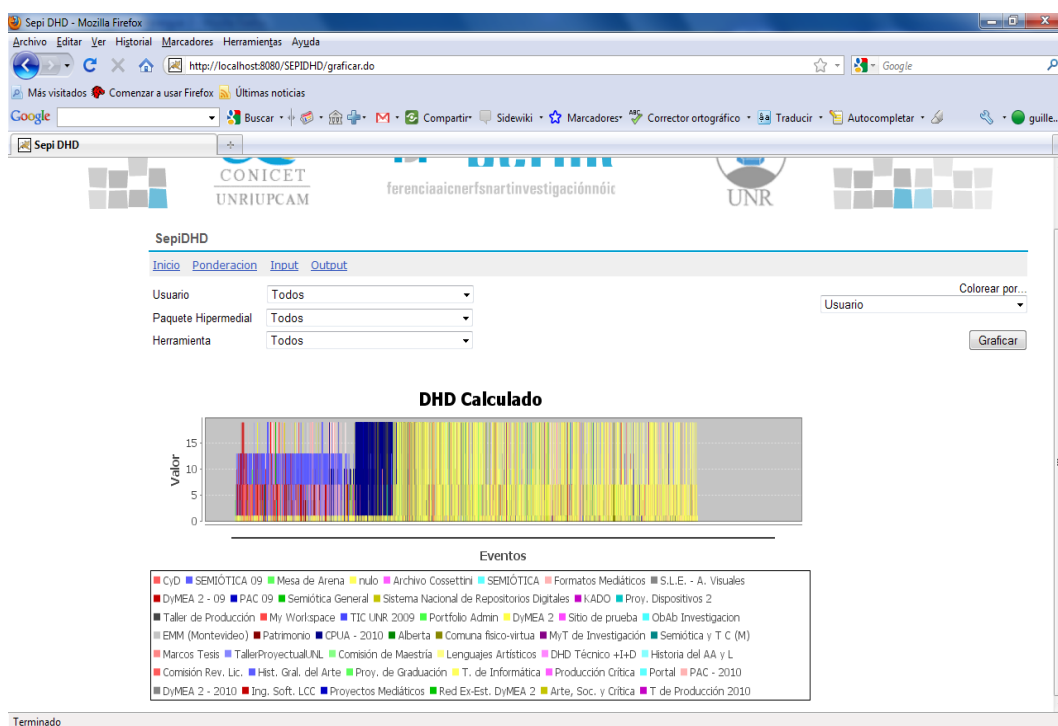 Sepi DHD - Mozilla Firefox
Archivo Editar Ver Historial Marcadores Herramientas Ayuda
http://localhost:8080/SEPIDHD/graficar.do
Google
Más visitados Comenzar a usar Firefox Últimas noticias
Google Buscar Compartir Sidewiki Marcadores Corrector ortográfico Traducir Autocompletar guille...
Sepi DHD
CONICET
UNRIUPCAM
ferenciaaicnerfsnartinvestigaciónnóic
UNR
SepiDHD
Inicio Ponderacion Input Output
Colorear por...
Usuario Todos Usuario
Paquete Hipermedial Todos
Herramienta Todos Graficar
DHD Calculado
Valor
15
10
5
0
Eventos
CyD SEMIÓTICA 09 Mesa de Arena nulo Archivo Cossettini SEMIÓTICA Formatos Mediáticos S.L.E. - A. Visuales
DyMEA 2 - 09 PAC 09 Semiótica General Sistema Nacional de Repositorios Digitales KADO Proy. Dispositivos 2
Taller de Producción My Workspace TIC UNR 2009 Portfolio Admin DyMEA 2 Sitio de prueba ObAb Investigacion
EMM (Montevideo) Patrimonio CPUA - 2010 Alberta Comuna fisico-virtua MyT de Investigación Semiótica y T C (M)
Marcos Tesis TallerProyectualUNL Comisión de Maestría Lenguajes Artísticos DHD Técnico +I+D Historia del AA y L
Comisión Rev. Lic. Hist. Gral. del Arte Proy. de Graduación T. de Informática Producción Crítica Portal PAC - 2010
DyMEA 2 - 2010 Ing. Soft. LCC Proyectos Mediáticos Red Ex-Est. DyMEA 2 Arte, Soc. y Crítica T de Producción 2010
Terminado